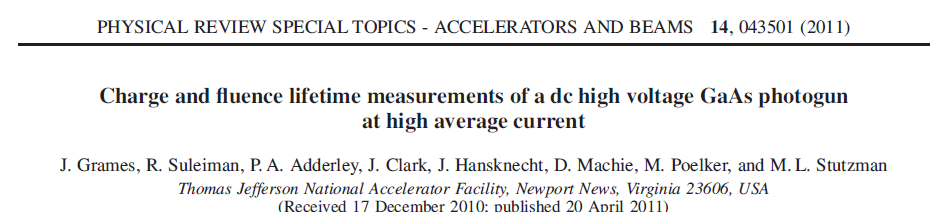 PHYSICAL REVIEW SPECIAL TOPICS - ACCELERATORS AND BEAMS 14, 043501 (2011)
Charge and fluence lifetime measurements of a dc high voltage GaAs photogun
at high average current
J. Grames, R. Suleiman, P. A. Adderley, J. Clark, J. Hansknecht, D. Machie, M. Poelker, and M. L. Stutzman
Thomas Jefferson National Accelerator Facility, Newport News, Virginia 23606, USA
(Received 17 December 2010; published 20 April 2011)